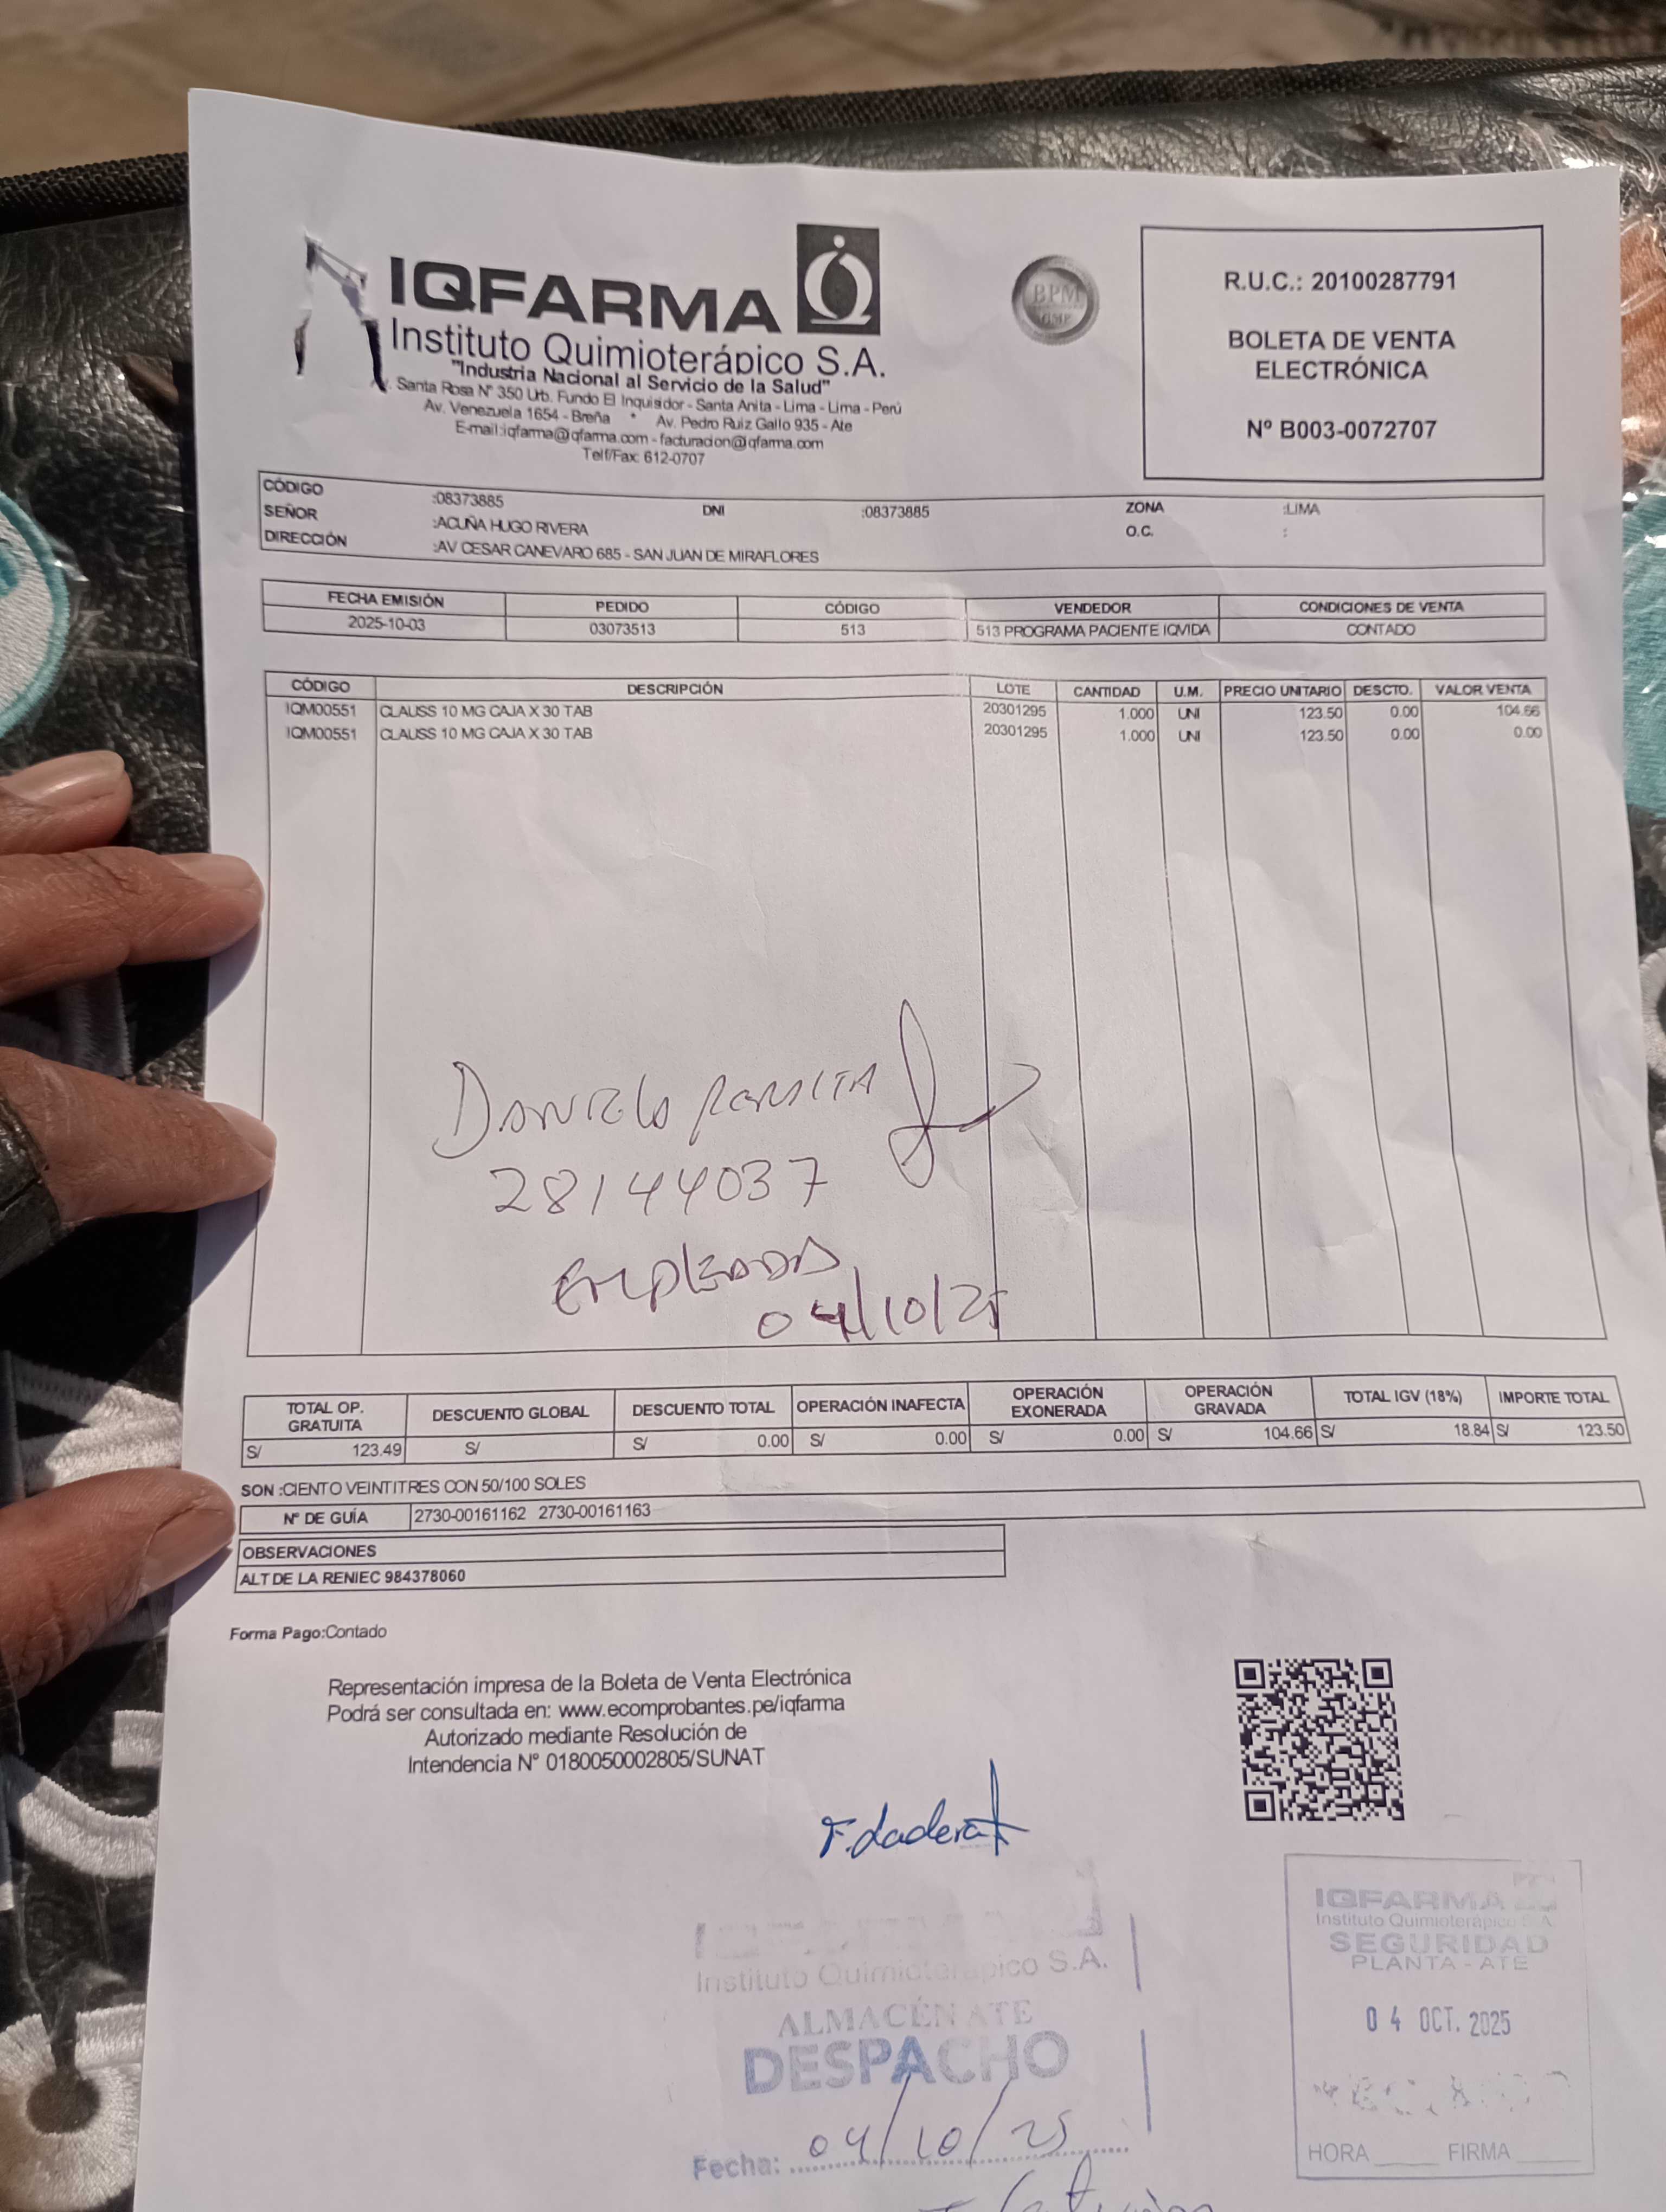 IQFARMA
Instituto Quimioterápico S.A.
"Industria Nacional al Servicio de la Salud"
Santa Rosa N° 350 Urb. Fundo El Inquisidor - Santa Anita - Lima - Lima - Perú
Av. Venezuela 1654 - Breña * Av. Pedro Ruiz Gallo 935 - Ate
E-mail:iqfarma@iqfarma.com - facturacion@iqfarma.com
Telf/Fax: 612-0707
BPM
GMP
R.U.C.: 20100287791
BOLETA DE VENTA
ELECTRÓNICA
Nº B003-0072707
CÓDIGO :08373885 DNI :08373885 ZONA :LIMA
SEÑOR :ACUÑA HUGO RIVERA O.C. :
DIRECCIÓN :AV CESAR CANEVARO 685 - SAN JUAN DE MIRAFLORES
FECHA EMISIÓN PEDIDO CÓDIGO VENDEDOR CONDICIONES DE VENTA
2025-10-03 03073513 513 513 PROGRAMA PACIENTE IQVIDA CONTADO
CÓDIGO DESCRIPCIÓN LOTE CANTIDAD U.M. PRECIO UNITARIO DESCTO. VALOR VENTA
IQM00551 CLAUSS 10 MG CAJA X 30 TAB 20301295 1.000 UNI 123.50 0.00 104.66
IQM00551 CLAUSS 10 MG CAJA X 30 TAB 20301295 1.000 UNI 123.50 0.00 0.00
28144037
EMPLEADA
04/10/25
TOTAL OP. GRATUITA DESCUENTO GLOBAL DESCUENTO TOTAL OPERACIÓN INAFECTA OPERACIÓN EXONERADA OPERACIÓN GRAVADA TOTAL IGV (18%) IMPORTE TOTAL
S/ 123.49 S/ S/ 0.00 S/ 0.00 S/ 0.00 S/ 104.66 S/ 18.84 S/ 123.50
SON :CIENTO VEINTITRES CON 50/100 SOLES
Nº DE GUÍA 2730-00161162 2730-00161163
OBSERVACIONES
ALT DE LA RENIEC 984378060
Forma Pago:Contado
Representación impresa de la Boleta de Venta Electrónica
Podrá ser consultada en: www.ecomprobantes.pe/iqfarma
Autorizado mediante Resolución de
Intendencia N° 0180050002805/SUNAT
Instituto Quimioterápico S.A.
ALMACÉN ATE
DESPACHO
Fecha: 04/10/25
IQFARMA
Instituto Quimioterápico S.A.
SEGURIDAD
PLANTA - ATE
04 OCT. 2025
HORA FIRMA